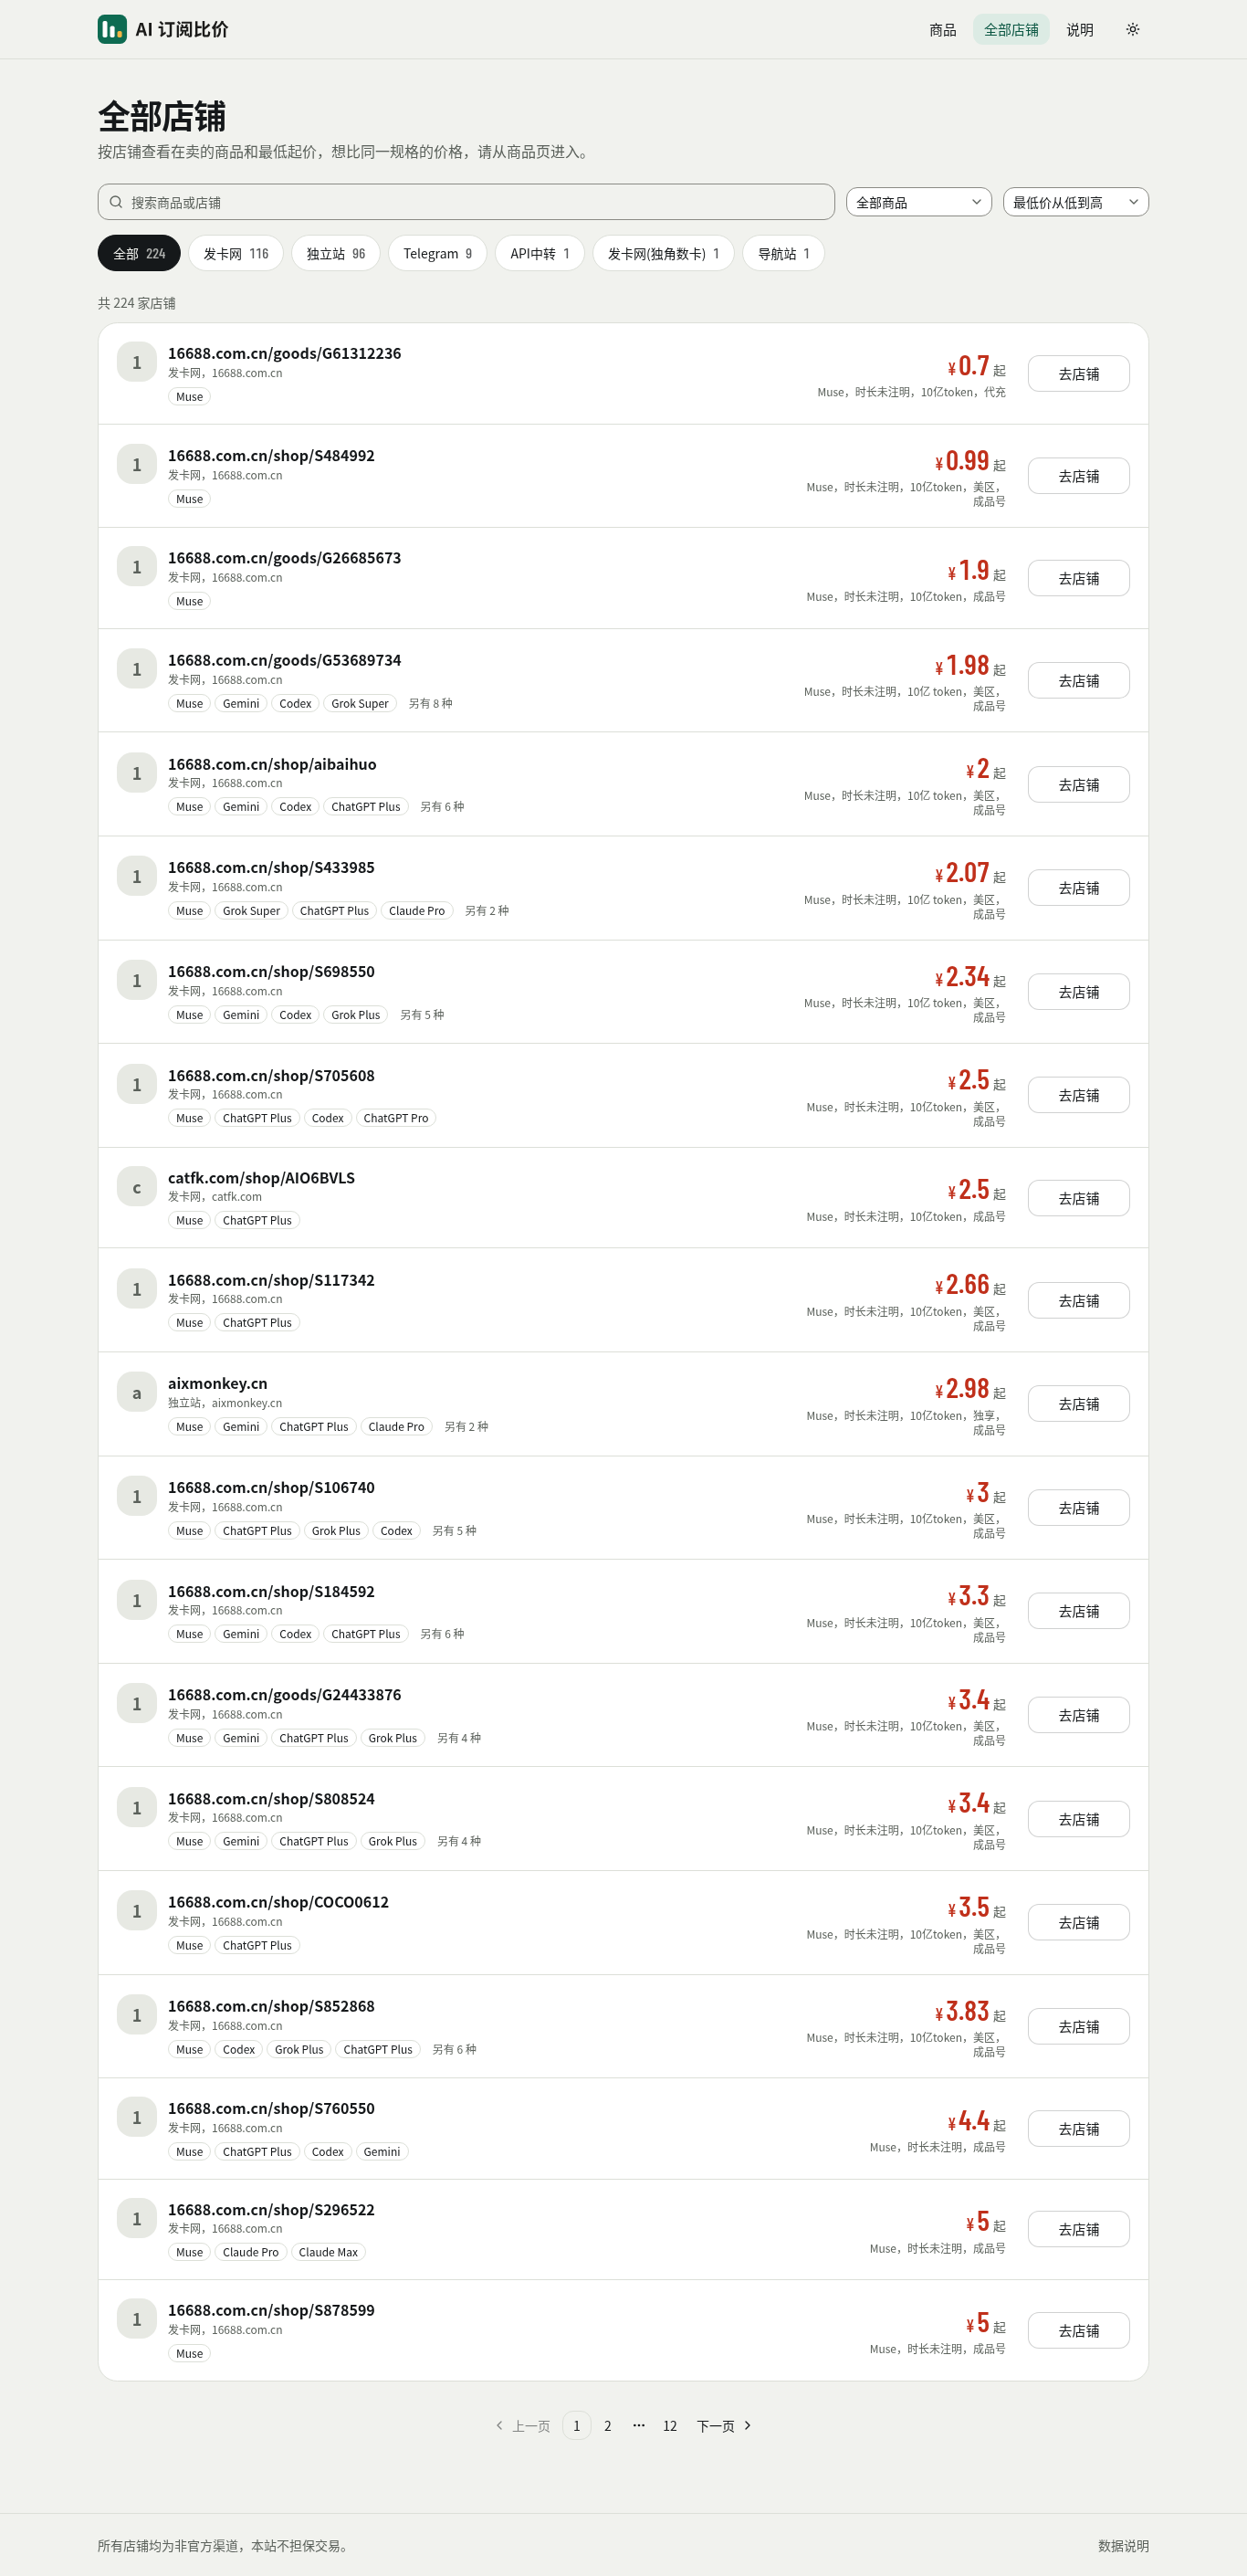 AI 订阅比价
商品 全部店铺 说明
全部店铺
按店铺查看在卖的商品和最低起价，想比同一规格的价格，请从商品页进入。
搜索商品或店铺 全部商品 最低价从低到高
全部 224 发卡网 116 独立站 96 Telegram 9 API中转 1 发卡网(独角数卡) 1 导航站 1
共 224 家店铺
1
16688.com.cn/goods/G61312236
发卡网，16688.com.cn
Muse
¥0.7 起
Muse，时长未注明，10亿token，代充
去店铺
1
16688.com.cn/shop/S484992
发卡网，16688.com.cn
Muse
¥0.99 起
Muse，时长未注明，10亿token，美区，
成品号
去店铺
1
16688.com.cn/goods/G26685673
发卡网，16688.com.cn
Muse
¥1.9 起
Muse，时长未注明，10亿token，成品号
去店铺
1
16688.com.cn/goods/G53689734
发卡网，16688.com.cn
Muse Gemini Codex Grok Super 另有 8 种
¥1.98 起
Muse，时长未注明，10亿 token，美区，
成品号
去店铺
1
16688.com.cn/shop/aibaihuo
发卡网，16688.com.cn
Muse Gemini Codex ChatGPT Plus 另有 6 种
¥2 起
Muse，时长未注明，10亿 token，美区，
成品号
去店铺
1
16688.com.cn/shop/S433985
发卡网，16688.com.cn
Muse Grok Super ChatGPT Plus Claude Pro 另有 2 种
¥2.07 起
Muse，时长未注明，10亿 token，美区，
成品号
去店铺
1
16688.com.cn/shop/S698550
发卡网，16688.com.cn
Muse Gemini Codex Grok Plus 另有 5 种
¥2.34 起
Muse，时长未注明，10亿 token，美区，
成品号
去店铺
1
16688.com.cn/shop/S705608
发卡网，16688.com.cn
Muse ChatGPT Plus Codex ChatGPT Pro
¥2.5 起
Muse，时长未注明，10亿token，美区，
成品号
去店铺
c
catfk.com/shop/AIO6BVLS
发卡网，catfk.com
Muse ChatGPT Plus
¥2.5 起
Muse，时长未注明，10亿token，成品号
去店铺
1
16688.com.cn/shop/S117342
发卡网，16688.com.cn
Muse ChatGPT Plus
¥2.66 起
Muse，时长未注明，10亿token，美区，
成品号
去店铺
a
aixmonkey.cn
独立站，aixmonkey.cn
Muse Gemini ChatGPT Plus Claude Pro 另有 2 种
¥2.98 起
Muse，时长未注明，10亿token，独享，
成品号
去店铺
1
16688.com.cn/shop/S106740
发卡网，16688.com.cn
Muse ChatGPT Plus Grok Plus Codex 另有 5 种
¥3 起
Muse，时长未注明，10亿token，美区，
成品号
去店铺
1
16688.com.cn/shop/S184592
发卡网，16688.com.cn
Muse Gemini Codex ChatGPT Plus 另有 6 种
¥3.3 起
Muse，时长未注明，10亿token，美区，
成品号
去店铺
1
16688.com.cn/goods/G24433876
发卡网，16688.com.cn
Muse Gemini ChatGPT Plus Grok Plus 另有 4 种
¥3.4 起
Muse，时长未注明，10亿token，美区，
成品号
去店铺
1
16688.com.cn/shop/S808524
发卡网，16688.com.cn
Muse Gemini ChatGPT Plus Grok Plus 另有 4 种
¥3.4 起
Muse，时长未注明，10亿token，美区，
成品号
去店铺
1
16688.com.cn/shop/COCO0612
发卡网，16688.com.cn
Muse ChatGPT Plus
¥3.5 起
Muse，时长未注明，10亿token，美区，
成品号
去店铺
1
16688.com.cn/shop/S852868
发卡网，16688.com.cn
Muse Codex Grok Plus ChatGPT Plus 另有 6 种
¥3.83 起
Muse，时长未注明，10亿token，美区，
成品号
去店铺
1
16688.com.cn/shop/S760550
发卡网，16688.com.cn
Muse ChatGPT Plus Codex Gemini
¥4.4 起
Muse，时长未注明，成品号
去店铺
1
16688.com.cn/shop/S296522
发卡网，16688.com.cn
Muse Claude Pro Claude Max
¥5 起
Muse，时长未注明，成品号
去店铺
1
16688.com.cn/shop/S878599
发卡网，16688.com.cn
Muse
¥5 起
Muse，时长未注明，成品号
去店铺
上一页 1 2 ··· 12 下一页
所有店铺均为非官方渠道，本站不担保交易。 数据说明